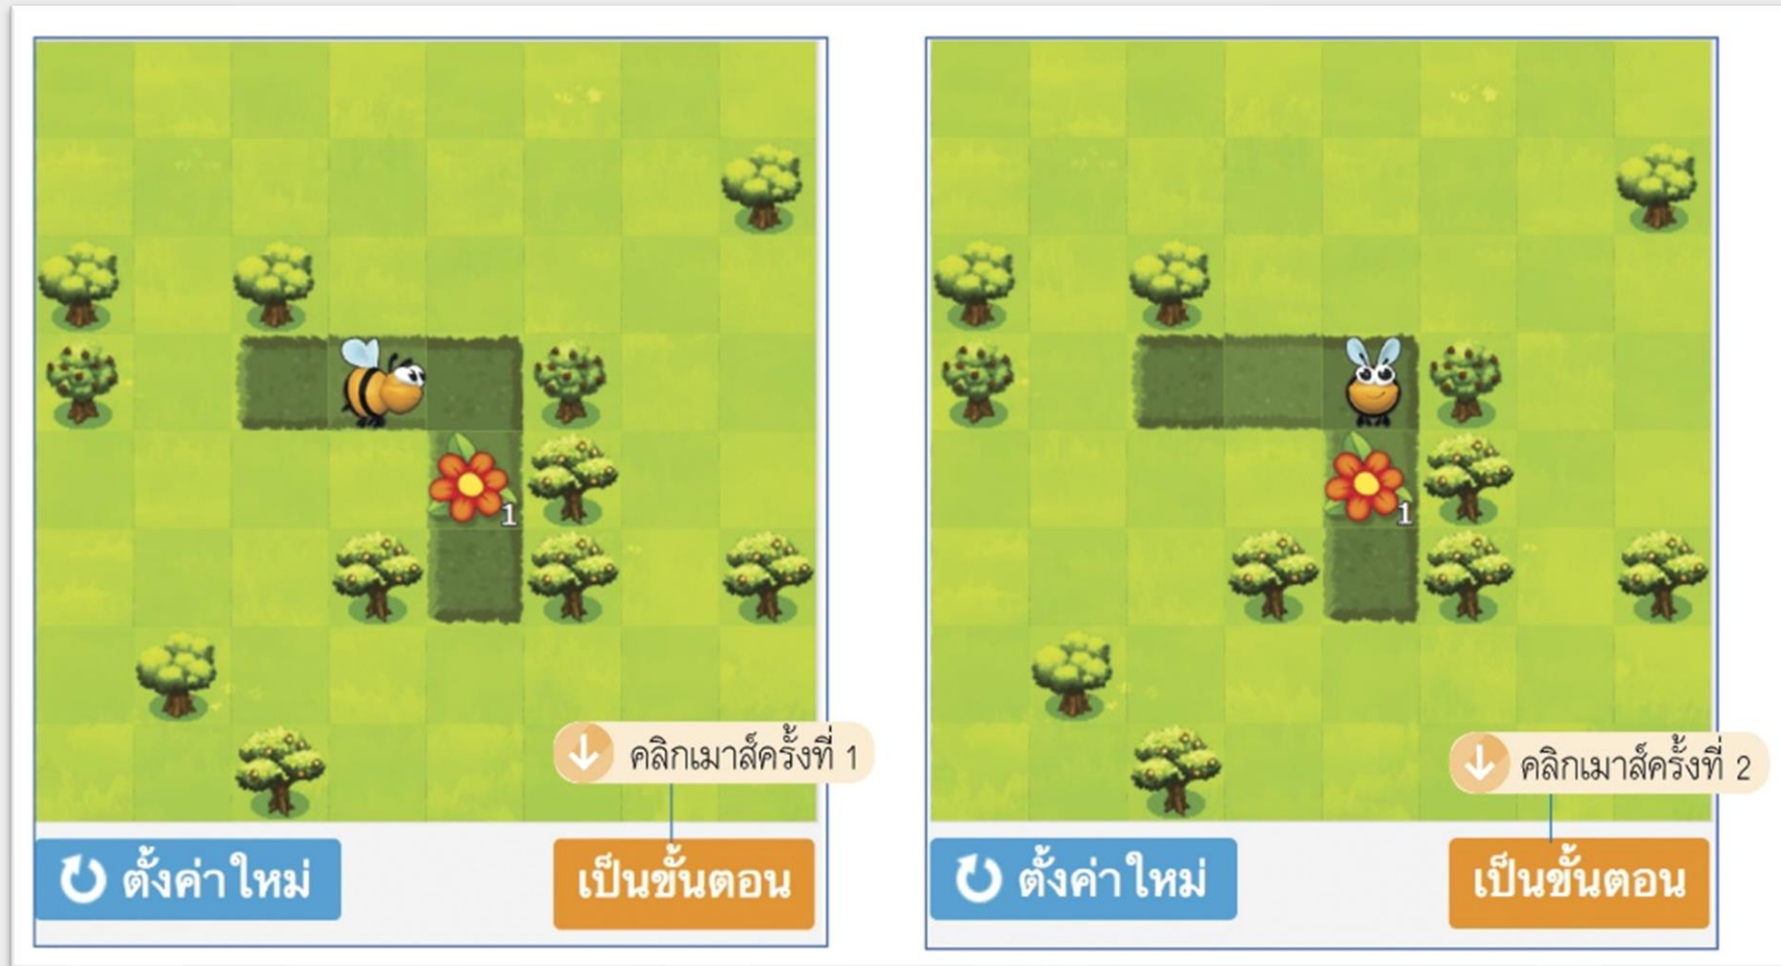 1
คลิกเมาส์ครั้งที่ 1
ตั้งค่าใหม่
เป็นขั้นตอน
1
คลิกเมาส์ครั้งที่ 2
ตั้งค่าใหม่
เป็นขั้นตอน